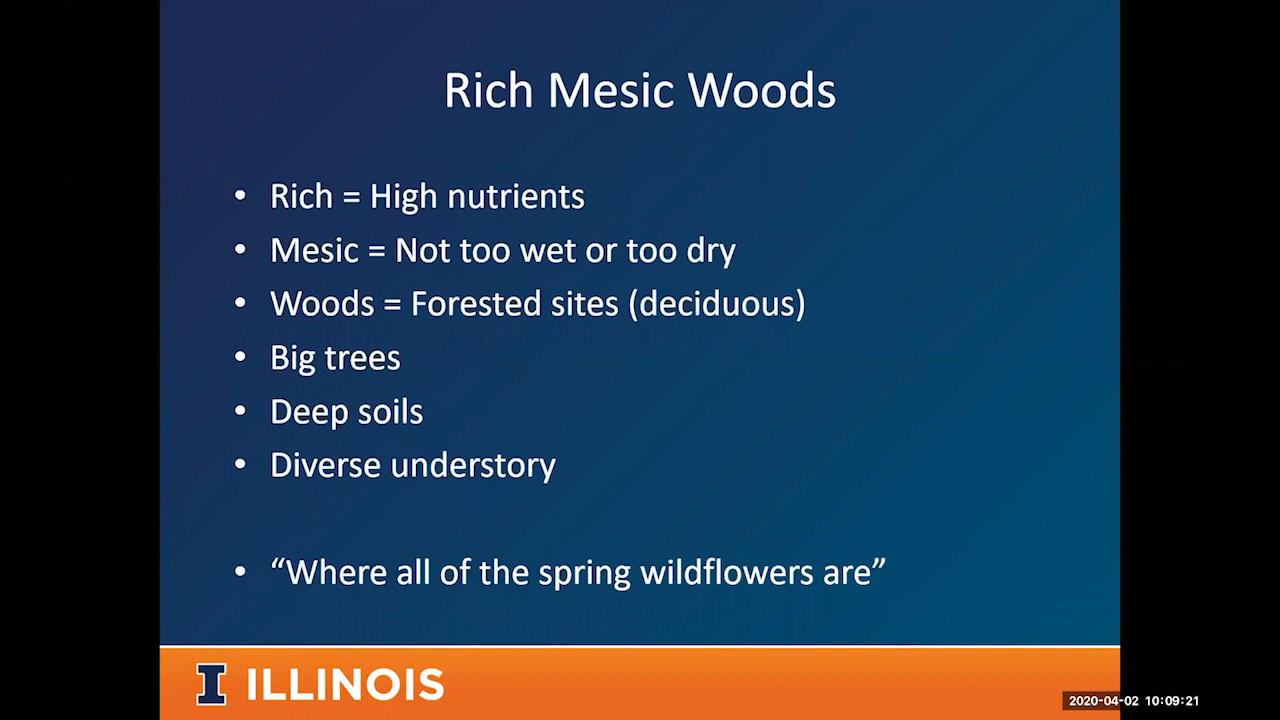 Rich Mesic Woods
• Rich = High nutrients
• Mesic = Not too wet or too dry
• Woods = Forested sites (deciduous)
• Big trees
• Deep soils
• Diverse understory
• “Where all of the spring wildflowers are”
I ILLINOIS
2020-04-02 10:09:21